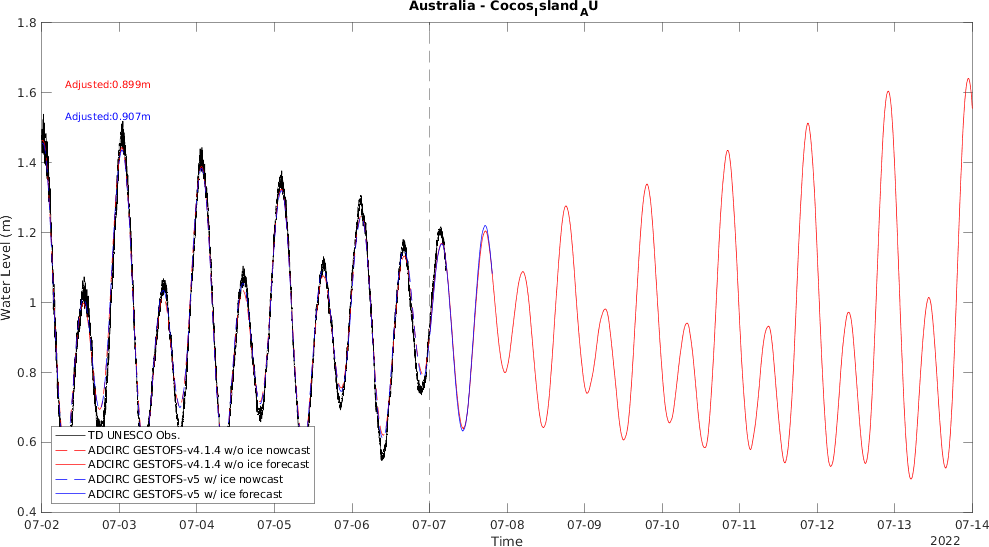 Australia - Cocos_Island_AU
1.8
1.6
1.4
1.2
1
0.8
0.6
0.4
Water Level (m)
Adjusted:0.899m
Adjusted:0.907m
TD UNESCO Obs.
ADCIRC GESTOFS-v4.1.4 w/o ice nowcast
ADCIRC GESTOFS-v4.1.4 w/o ice forecast
ADCIRC GESTOFS-v5 w/ ice nowcast
ADCIRC GESTOFS-v5 w/ ice forecast
07-02 07-03 07-04 07-05 07-06 07-07 07-08 07-09 07-10 07-11 07-12 07-13 07-14
Time
2022